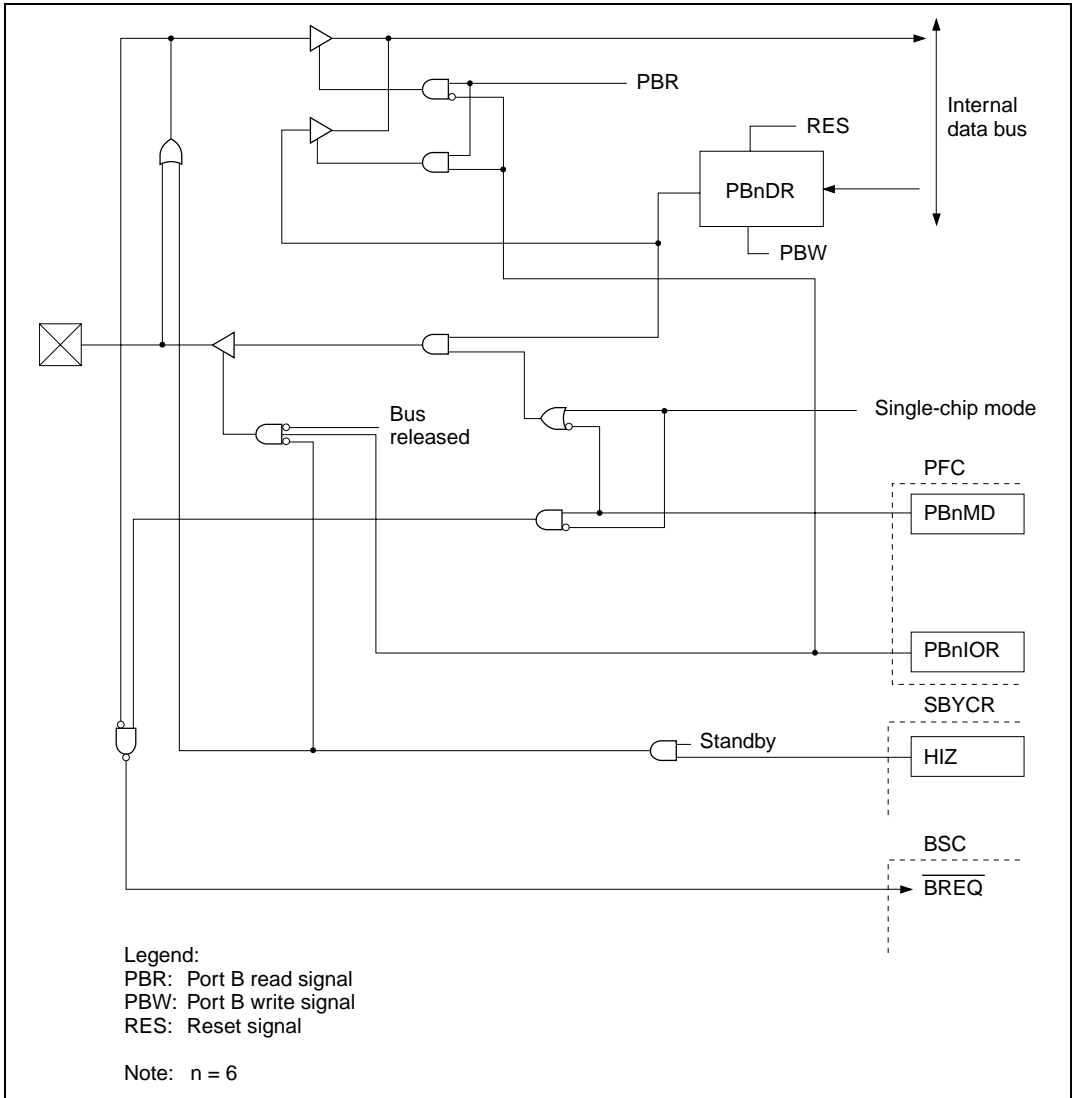 PBR
Internal
data bus
RES
PBnDR
PBW
Bus
released
Single-chip mode
PFC
PBnMD
PBnIOR
SBYCR
Standby
HIZ
BSC
BREQ
Legend:
PBR: Port B read signal
PBW: Port B write signal
RES: Reset signal
Note: n = 6